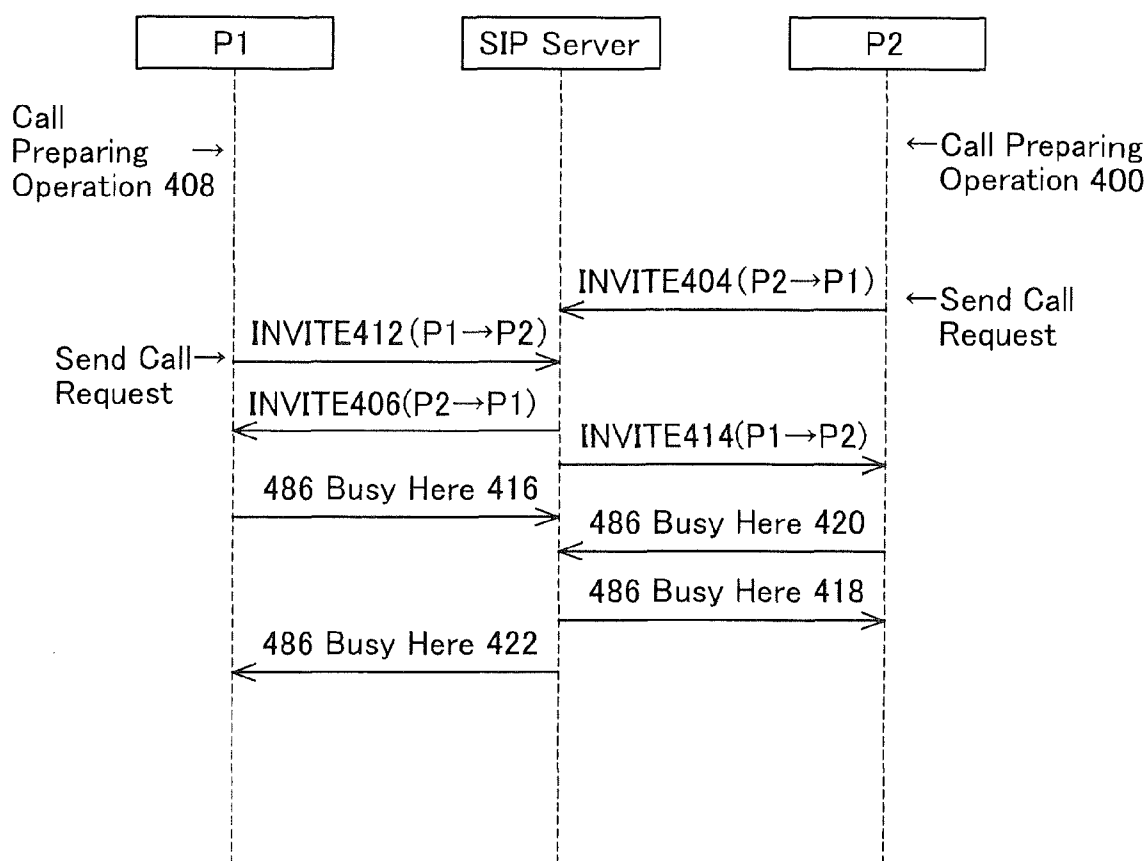 P1
SIP Server
P2
Call
Preparing →
Operation 408
←Call Preparing
Operation 400
INVITE404(P2→P1)
←Send Call
Request
INVITE412(P1→P2)
Send Call→
Request
INVITE406(P2→P1)
INVITE414(P1→P2)
486 Busy Here 416
486 Busy Here 420
486 Busy Here 418
486 Busy Here 422